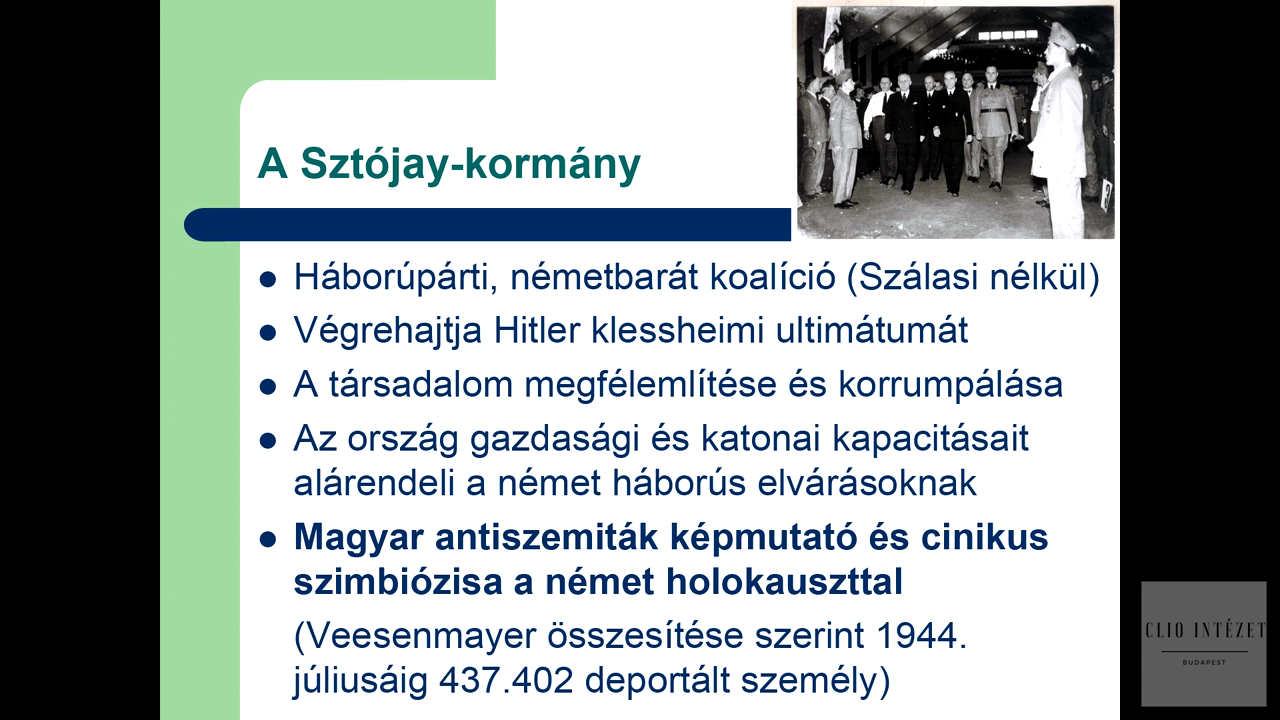 A Sztójay-kormány
Háborúpárti, németbarát koalíció (Szálasi nélkül)
Végrehajtja Hitler klessheimi ultimátumát
A társadalom megfélemlítése és korrumpálása
Az ország gazdasági és katonai kapacitásait
alárendeli a német háborús elvárásoknak
Magyar antiszemiták képmutató és cinikus
szimbiózisa a német holokauszttal
(Veesenmayer összesítése szerint 1944.
júliusáig 437.402 deportált személy)
CLIO INTÉZET
BUDAPEST